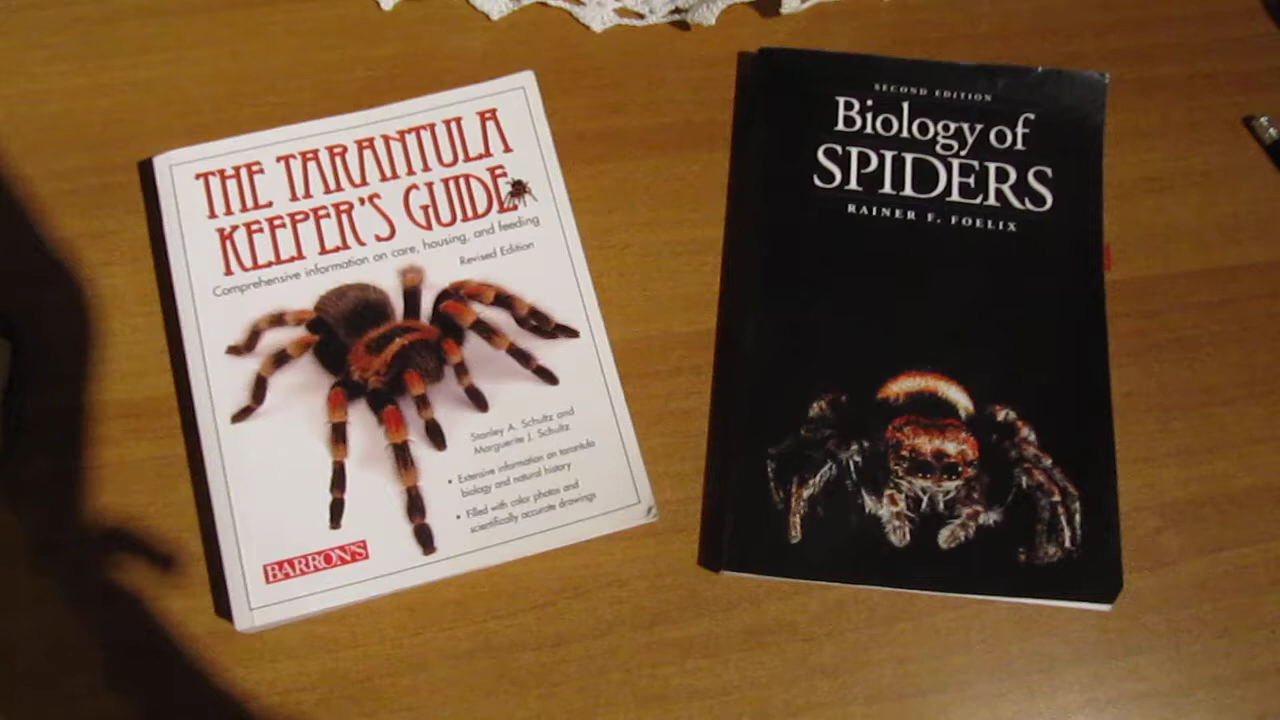 THE TARANTULA
KEEPER'S GUIDE
Comprehensive information on care, housing, and feeding
Revised Edition
Stanley A. Schultz and
Marguerite J. Schultz
• Extensive information on tarantula
biology and natural history
• Filled with color photos and
scientifically accurate drawings
BARRON'S
SECOND EDITION
Biology of
SPIDERS
RAINER F. FOELIX